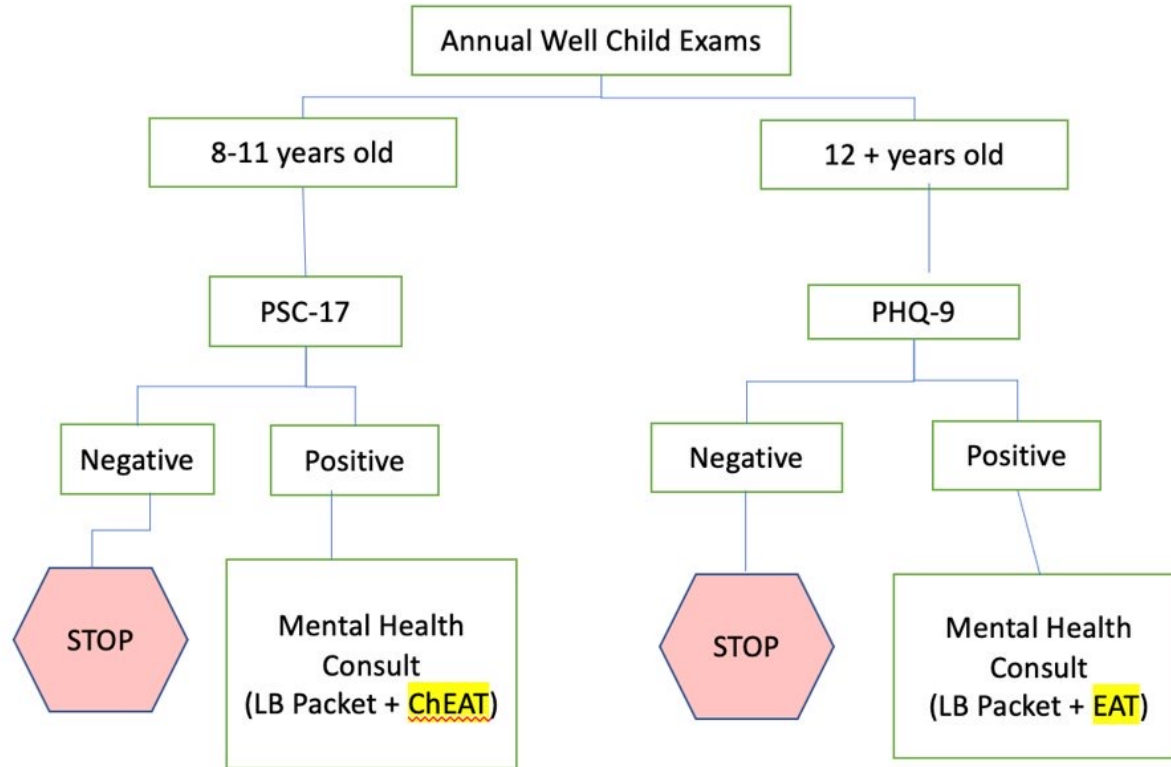 Annual Well Child Exams
8-11 years old
12 + years old
PSC-17
PHQ-9
Negative
Positive
Negative
Positive
STOP
Mental Health
Consult
(LB Packet + ChEAT)
STOP
Mental Health
Consult
(LB Packet + EAT)